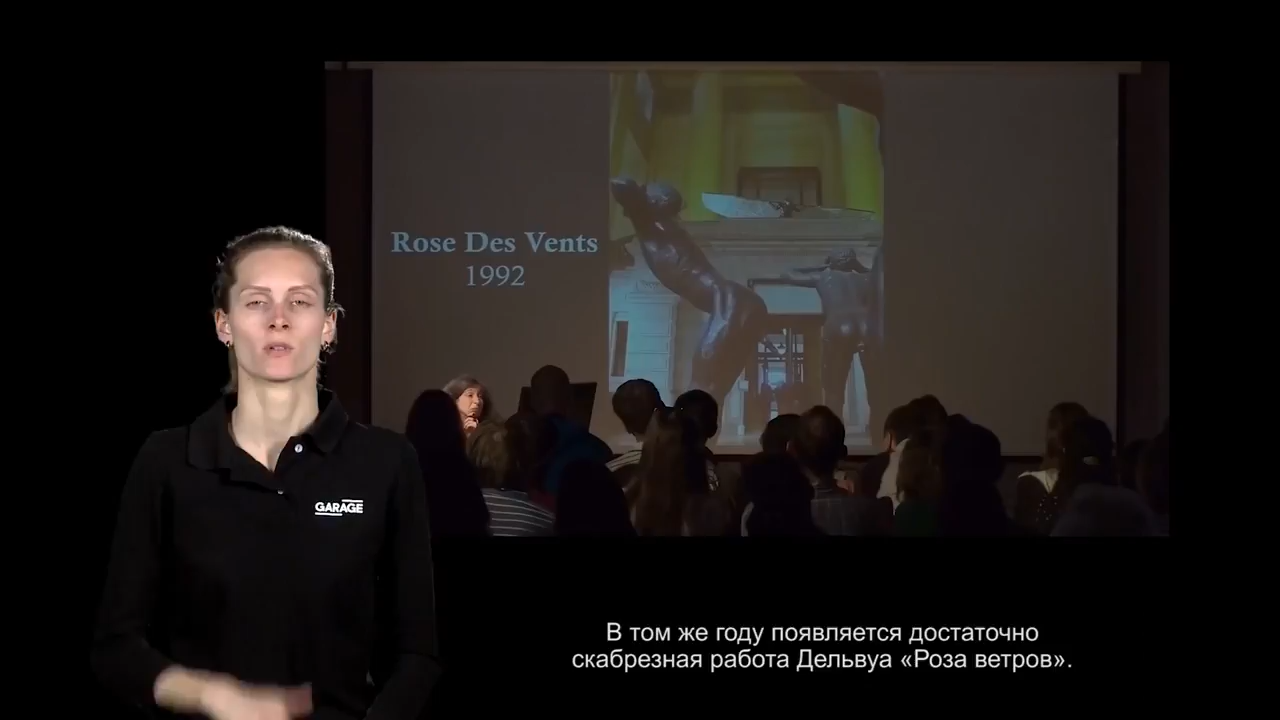 Rose Des Vents
1992
GARAGE
В том же году появляется достаточно
скабрезная работа Дельвуа «Роза ветров».